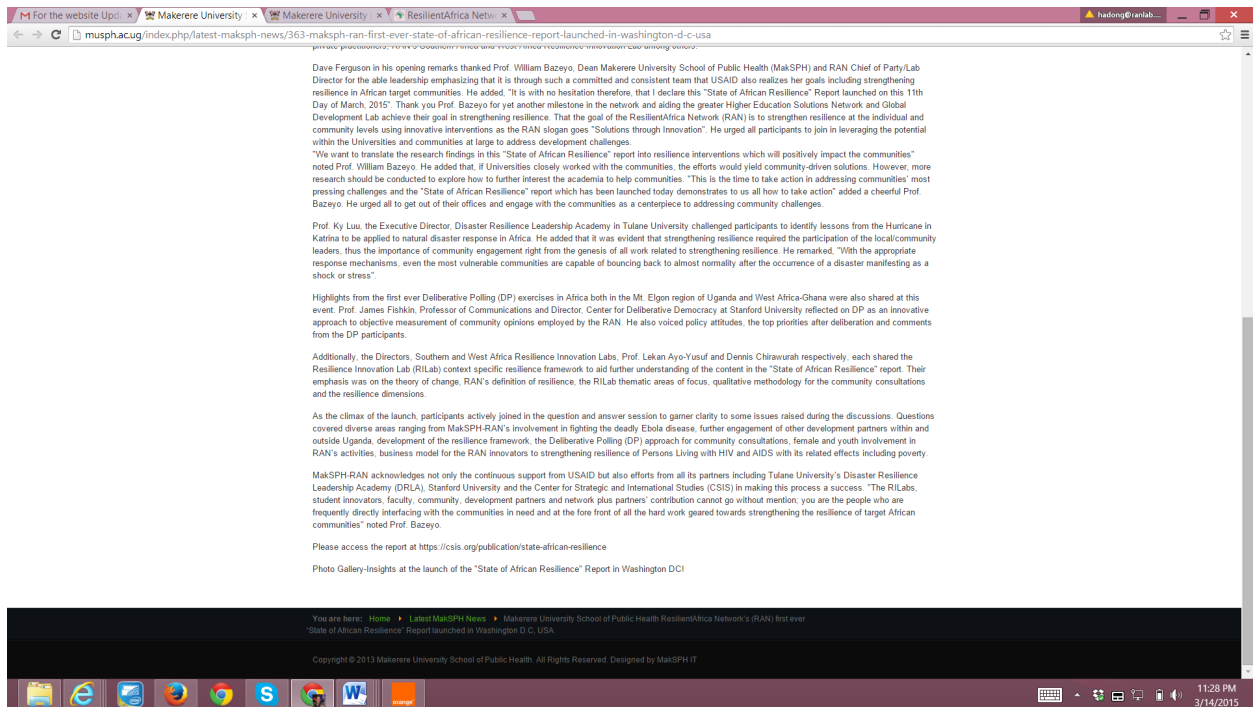 For the website Upda
Makerere University S
Makerere University
ResilientAfrica Netwo
hadong@ranlab....
musph.ac.ug/index.php/latest-maksph-news/363-maksph-ran-first-ever-state-of-african-resilience-report-launched-in-washington-d-c-usa
private practitioners, RAN's Southern Africa and West Africa Resilience Innovation Lab among others.
Dave Ferguson in his opening remarks thanked Prof. William Bazeyo, Dean Makerere University School of Public Health (MakSPH) and RAN Chief of Party/Lab
Director for the able leadership emphasizing that it is through such a committed and consistent team that USAID also realizes her goals including strengthening
resilience in African target communities. He added, "It is with no hesitation therefore, that I declare this "State of African Resilience" Report launched on this 11th
Day of March, 2015". Thank you Prof. Bazeyo for yet another milestone in the network and aiding the greater Higher Education Solutions Network and Global
Development Lab achieve their goal in strengthening resilience. That the goal of the ResilientAfrica Network (RAN) is to strengthen resilience at the individual and
community levels using innovative interventions as the RAN slogan goes "Solutions through Innovation". He urged all participants to join in leveraging the potential
within the Universities and communities at large to address development challenges.
"We want to translate the research findings in this "State of African Resilience" report into resilience interventions which will positively impact the communities"
noted Prof. William Bazeyo. He added that, if Universities closely worked with the communities, the efforts would yield community-driven solutions. However, more
research should be conducted to explore how to further interest the academia to help communities. "This is the time to take action in addressing communities' most
pressing challenges and the "State of African Resilience" report which has been launched today demonstrates to us all how to take action" added a cheerful Prof.
Bazeyo. He urged all to get out of their offices and engage with the communities as a centerpiece to addressing community challenges.
Prof. Ky Luu, the Executive Director, Disaster Resilience Leadership Academy in Tulane University challenged participants to identify lessons from the Hurricane in
Katrina to be applied to natural disaster response in Africa. He added that it was evident that strengthening resilience required the participation of the local/community
leaders, thus the importance of community engagement right from the genesis of all work related to strengthening resilience. He remarked, "With the appropriate
response mechanisms, even the most vulnerable communities are capable of bouncing back to almost normality after the occurrence of a disaster manifesting as a
shock or stress".
Highlights from the first ever Deliberative Polling (DP) exercises in Africa both in the Mt. Elgon region of Uganda and West Africa-Ghana were also shared at this
event. Prof. James Fishkin, Professor of Communications and Director, Center for Deliberative Democracy at Stanford University reflected on DP as an innovative
approach to objective measurement of community opinions employed by the RAN. He also voiced policy attitudes, the top priorities after deliberation and comments
from the DP participants.
Additionally, the Directors, Southern and West Africa Resilience Innovation Labs, Prof. Lekan Ayo-Yusuf and Dennis Chirawurah respectively, each shared the
Resilience Innovation Lab (RILab) context specific resilience framework to aid further understanding of the content in the "State of African Resilience" report. Their
emphasis was on the theory of change, RAN's definition of resilience, the RILab thematic areas of focus, qualitative methodology for the community consultations
and the resilience dimensions.
As the climax of the launch, participants actively joined in the question and answer session to garner clarity to some issues raised during the discussions. Questions
covered diverse areas ranging from MakSPH-RAN's involvement in fighting the deadly Ebola disease, further engagement of other development partners within and
outside Uganda, development of the resilience framework, the Deliberative Polling (DP) approach for community consultations, female and youth involvement in
RAN's activities, business model for the RAN innovators to strengthening resilience of Persons Living with HIV and AIDS with its related effects including poverty.
MakSPH-RAN acknowledges not only the continuous support from USAID but also efforts from all its partners including Tulane University's Disaster Resilience
Leadership Academy (DRLA), Stanford University and the Center for Strategic and International Studies (CSIS) in making this process a success. "The RILabs,
student innovators, faculty, community, development partners and network plus partners' contribution cannot go without mention; you are the people who are
frequently directly interfacing with the communities in need and at the fore front of all the hard work geared towards strengthening the resilience of target African
communities" noted Prof. Bazeyo.
Please access the report at https://csis.org/publication/state-african-resilience
Photo Gallery-Insights at the launch of the "State of African Resilience" Report in Washington DC!
You are here: Home Latest MakSPH News Makerere University School of Public Health ResilientAfrica Network's (RAN) first ever
"State of African Resilience" Report launched in Washington D.C, USA
Copyright © 2013 Makerere University School of Public Health. All Rights Reserved. Designed by MakSPH IT
orange
11:28 PM
3/14/2015